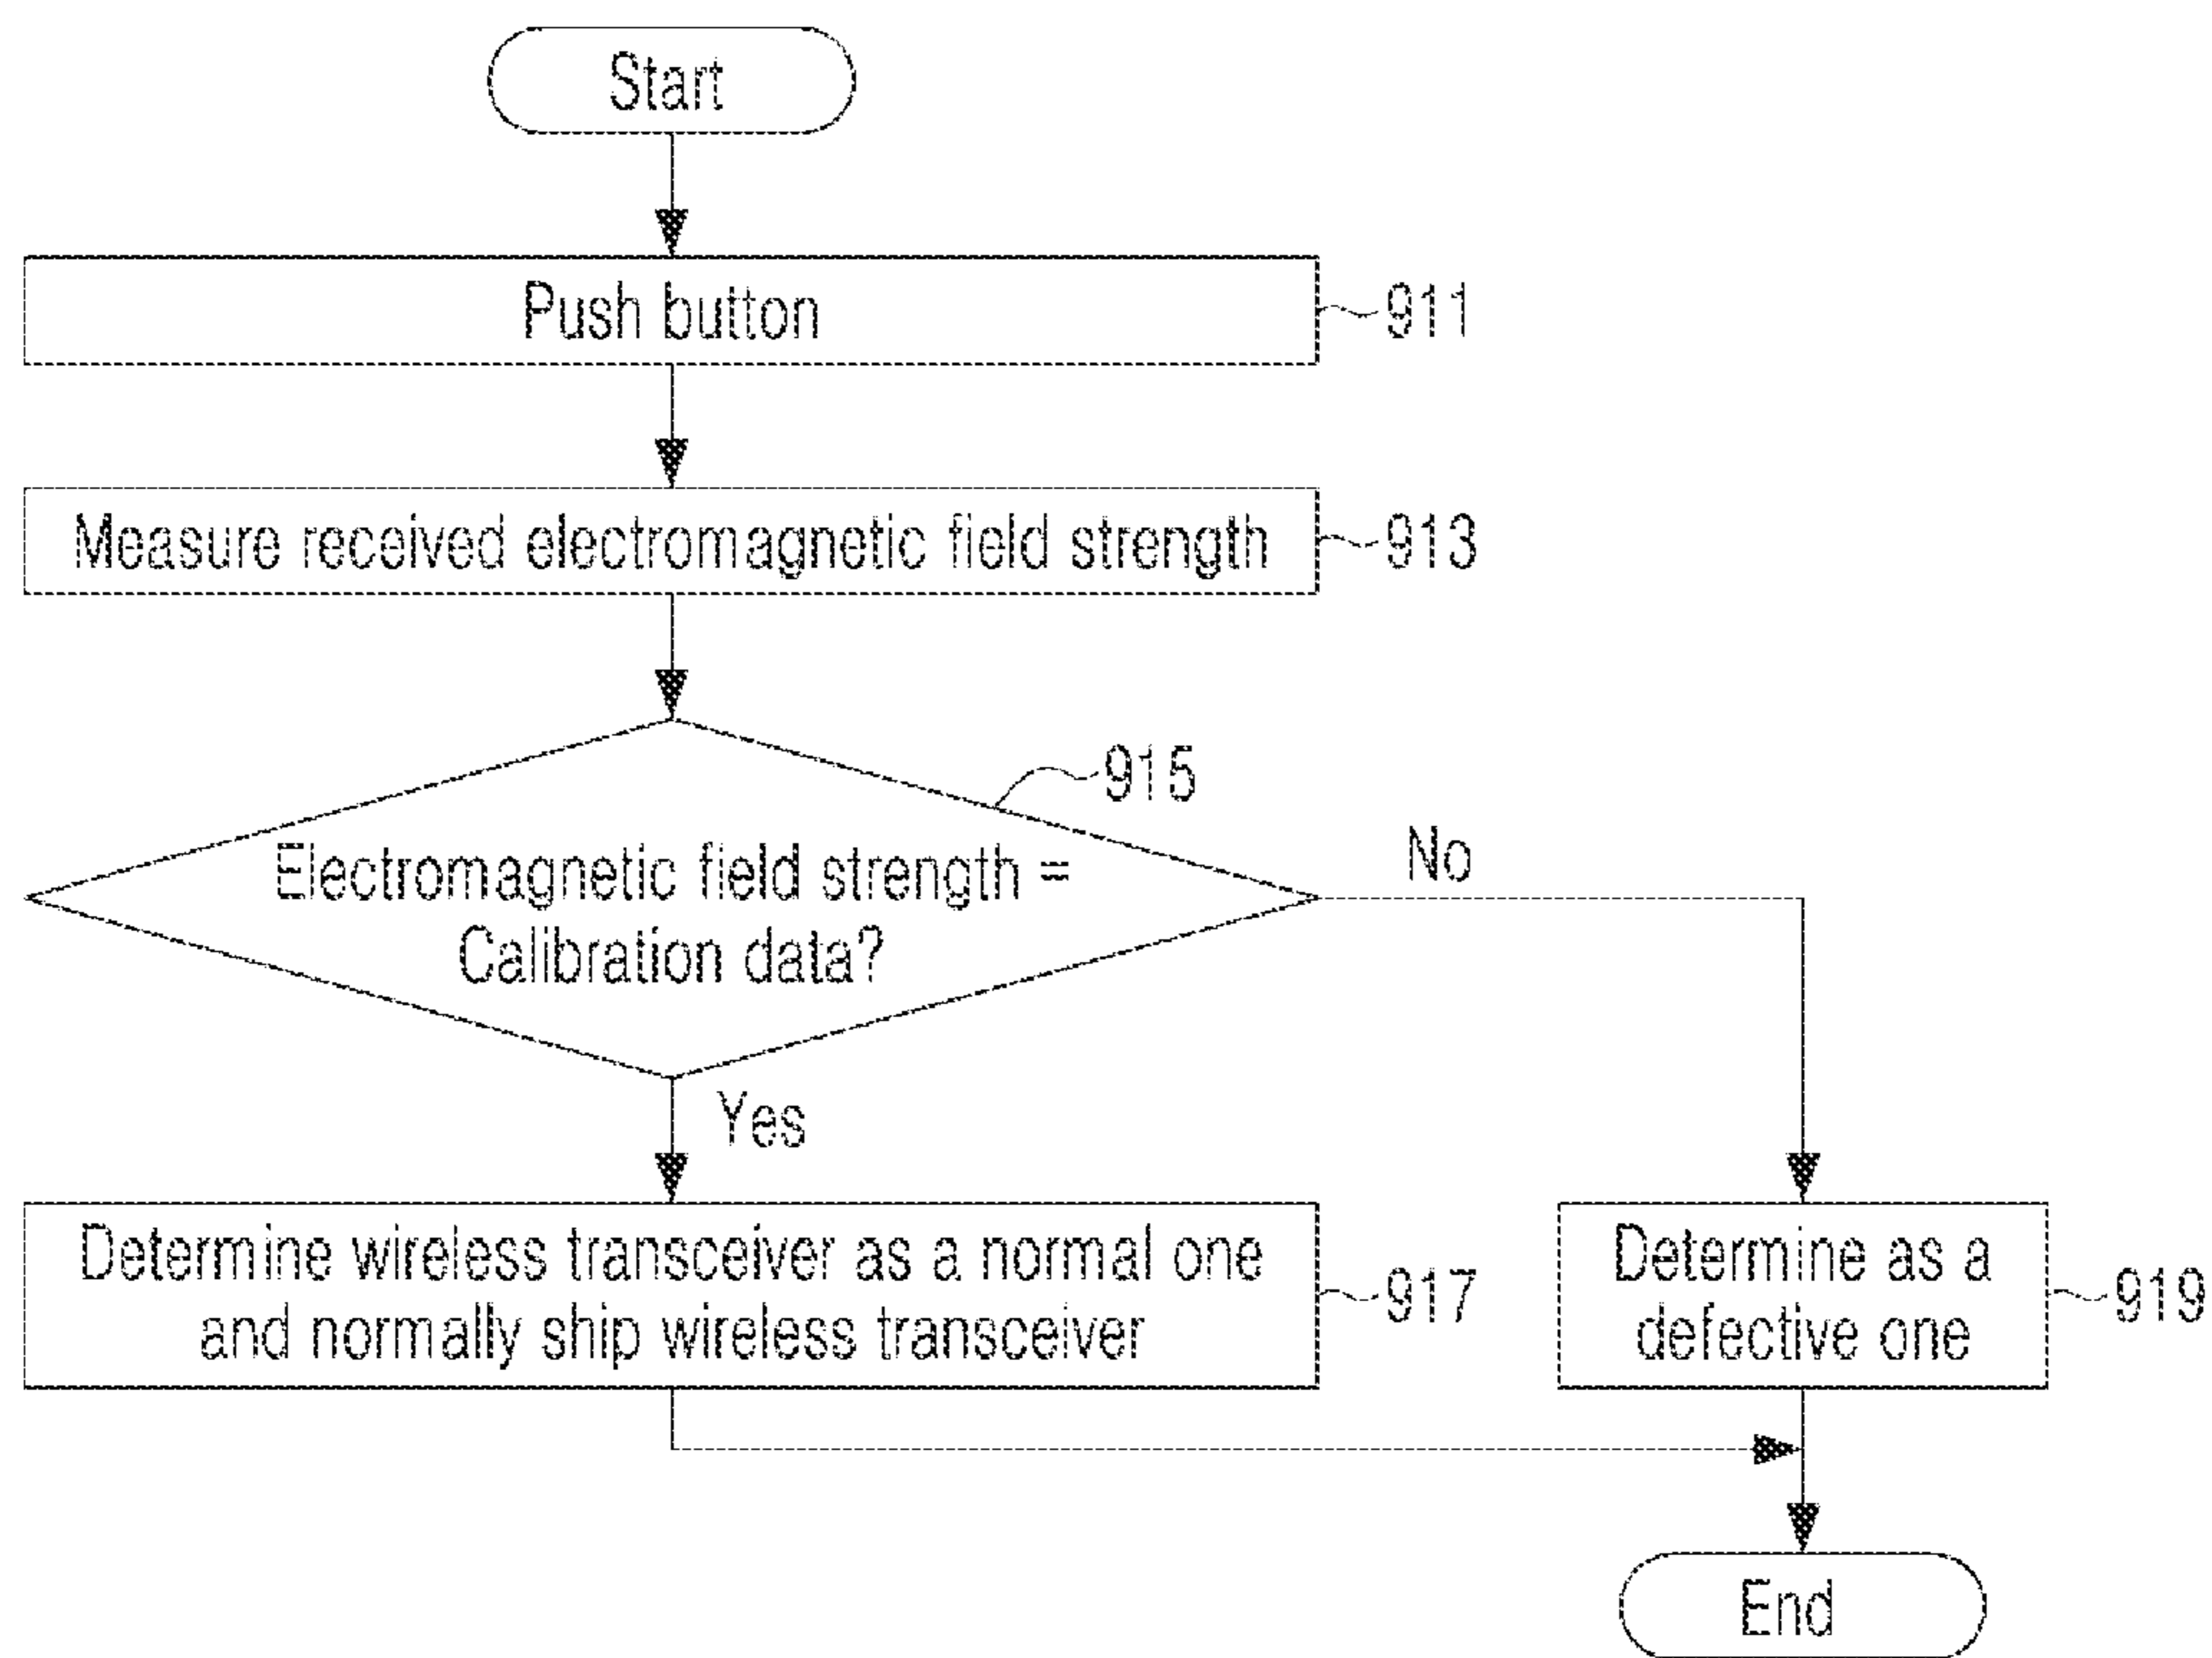 Start
Push button
911
Measure received electromagnetic field strength
913
915
Electromagnetic field strength =
Calibration data?
No
Yes
Determine wireless transceiver as a normal one
and normally ship wireless transceiver
917
Determine as a
defective one
919
End